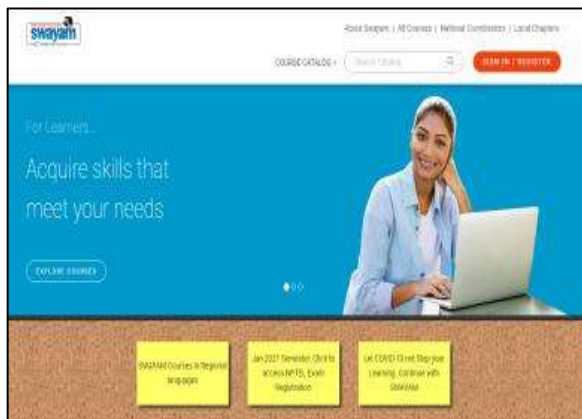 swayam
About Swayam | All Courses | National Coordinators | Local Chapters
COURSE CATALOG
Search Catalog
SIGN-IN / REGISTER
For Learners...
Acquire skills that
meet your needs
EXPLORE COURSES
SWAYAM Courses in Regional
languages
Jan 2021 Semester, Click to
access NPTEL Exam
Registration
Let COVID-19 not Stop your
Learning, Continue with
SWAYAM